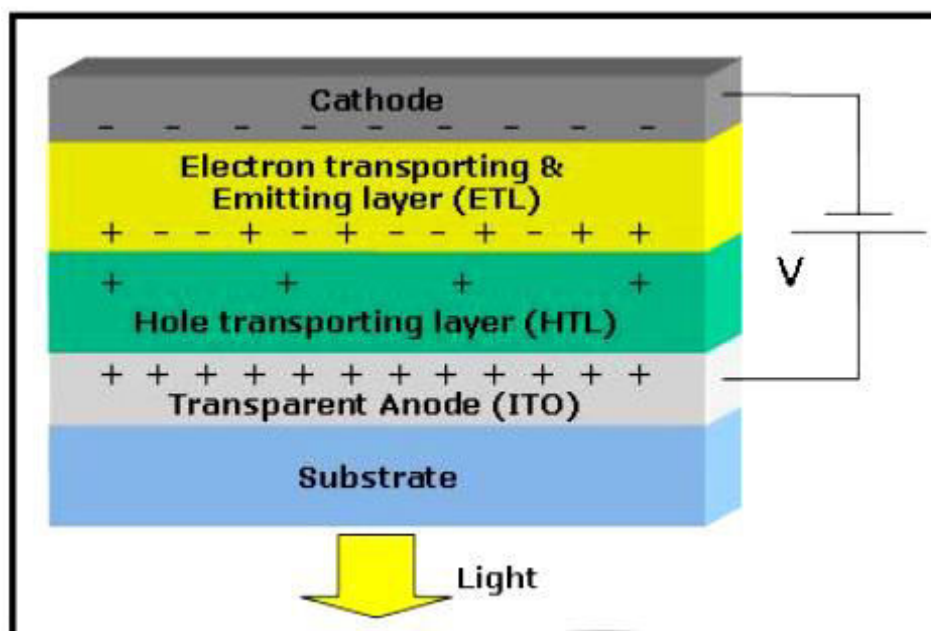 Cathode
- - - - - - - - -
Electron transporting &
Emitting layer (ETL)
+ - - + - + - - + - + +
+ + + +
V
Hole transporting layer (HTL)
+ + + + + + + + + + + +
Transparent Anode (ITO)
Substrate
Light